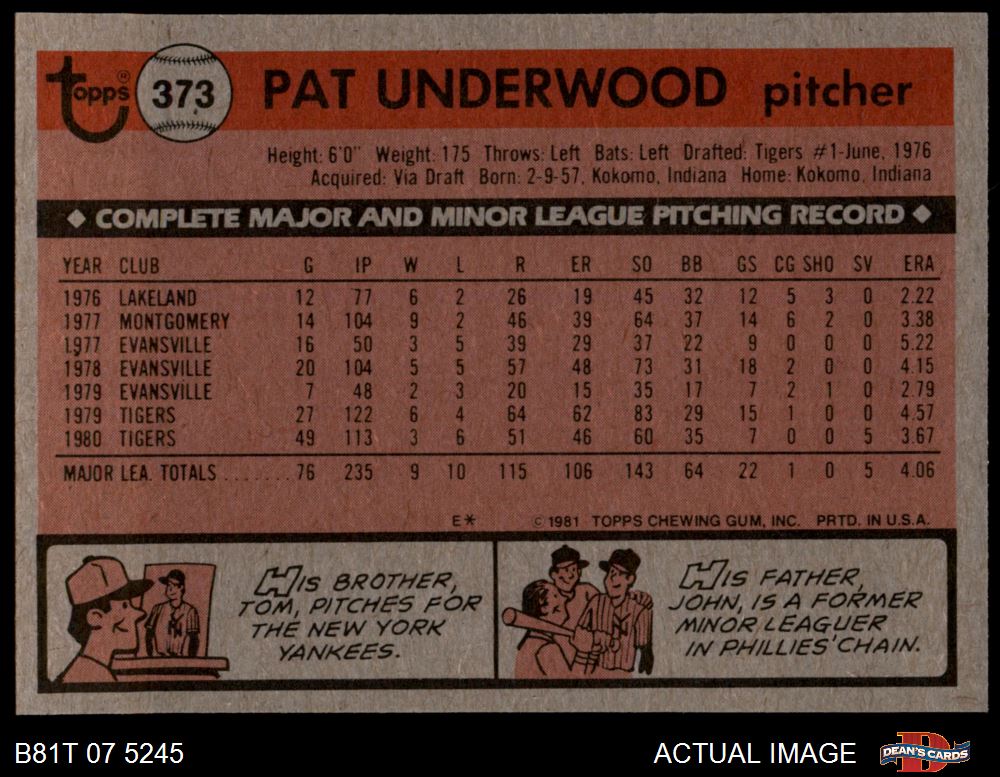 Topps® 373 PAT UNDERWOOD pitcher
Height: 6'0" Weight: 175 Throws: Left Bats: Left Drafted: Tigers #1-June, 1976
Acquired: Via Draft Born: 2-9-57, Kokomo, Indiana Home: Kokomo, Indiana
◆ COMPLETE MAJOR AND MINOR LEAGUE PITCHING RECORD ◆
YEAR CLUB G IP W L R ER SO BB GS CG SHO SV ERA
1976 LAKELAND 12 77 6 2 26 19 45 32 12 5 3 0 2.22
1977 MONTGOMERY 14 104 9 2 46 39 64 37 14 6 2 0 3.38
1977 EVANSVILLE 16 50 3 5 39 29 37 22 9 0 0 0 5.22
1978 EVANSVILLE 20 104 5 5 57 48 73 31 18 2 0 0 4.15
1979 EVANSVILLE 7 48 2 3 20 15 35 17 7 2 1 0 2.79
1979 TIGERS 27 122 6 4 64 62 83 29 15 1 0 0 4.57
1980 TIGERS 49 113 3 6 51 46 60 35 7 0 0 5 3.67
MAJOR LEA. TOTALS ....... 76 235 9 10 115 106 143 64 22 1 0 5 4.06
E* © 1981 TOPPS CHEWING GUM, INC. PRTD. IN U.S.A.
HIS BROTHER,
TOM, PITCHES FOR
THE NEW YORK
YANKEES.
HIS FATHER,
JOHN, IS A FORMER
MINOR LEAGUER
IN PHILLIES' CHAIN.
B81T 07 5245 ACTUAL IMAGE DEAN'S CARDS